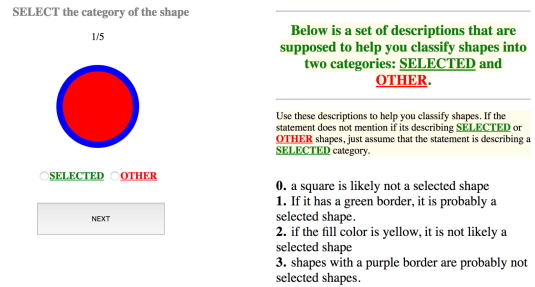 SELECT the category of the shape
1/5
SELECTED OTHER
NEXT
Below is a set of descriptions that are
supposed to help you classify shapes into
two categories: SELECTED and
OTHER.
Use these descriptions to help you classify shapes. If the
statement does not mention if its describing SELECTED or
OTHER shapes, just assume that the statement is describing a
SELECTED category.
0. a square is likely not a selected shape
1. If it has a green border, it is probably a
selected shape.
2. if the fill color is yellow, it is not likely a
selected shape
3. shapes with a purple border are probably not
selected shapes.